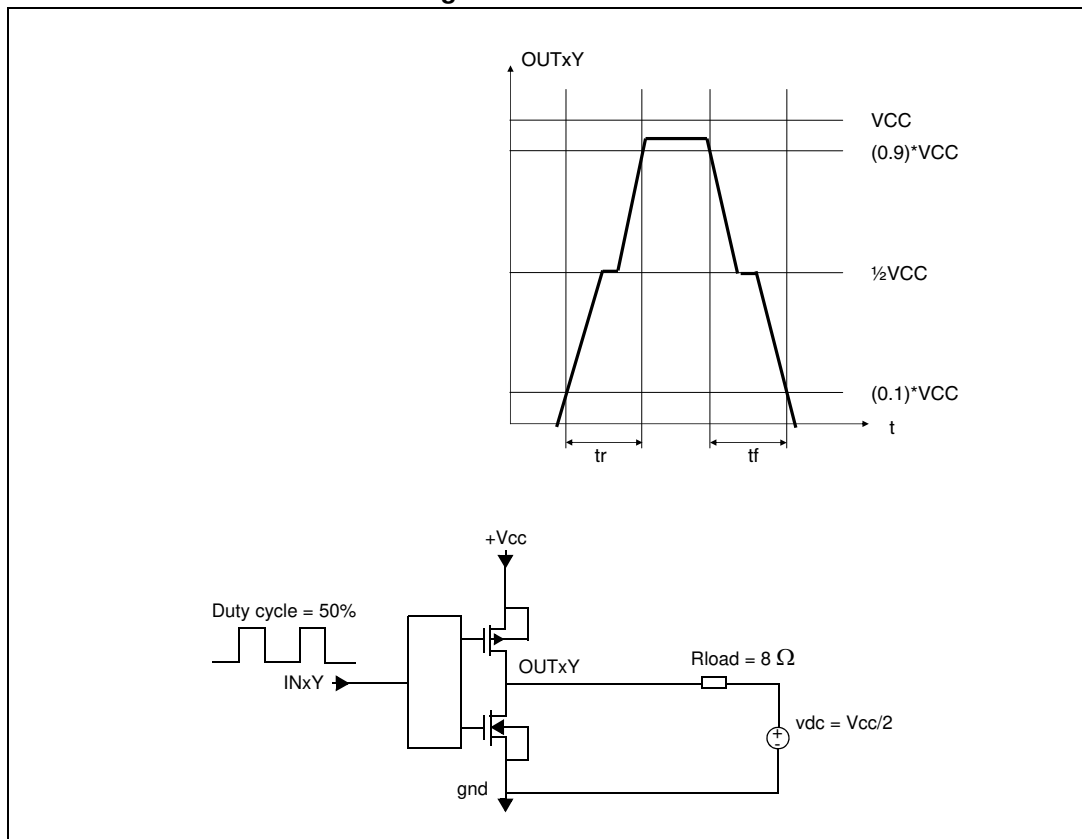 OUTxY
VCC
(0.9)*VCC
½VCC
(0.1)*VCC
t
tr
tf
+Vcc
Duty cycle = 50%
INxY
OUTxY
Rload = 8 Ω
vdc = Vcc/2
+
-
gnd